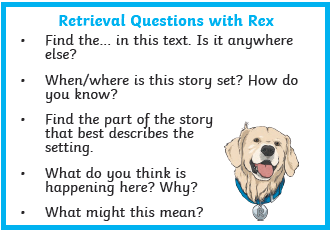 Retrieval Questions with Rex
• Find the... in this text. Is it anywhere
else?
• When/where is this story set? How do
you know?
• Find the part of the story
that best describes the
setting.
• What do you think is
happening here? Why?
• What might this mean?
R